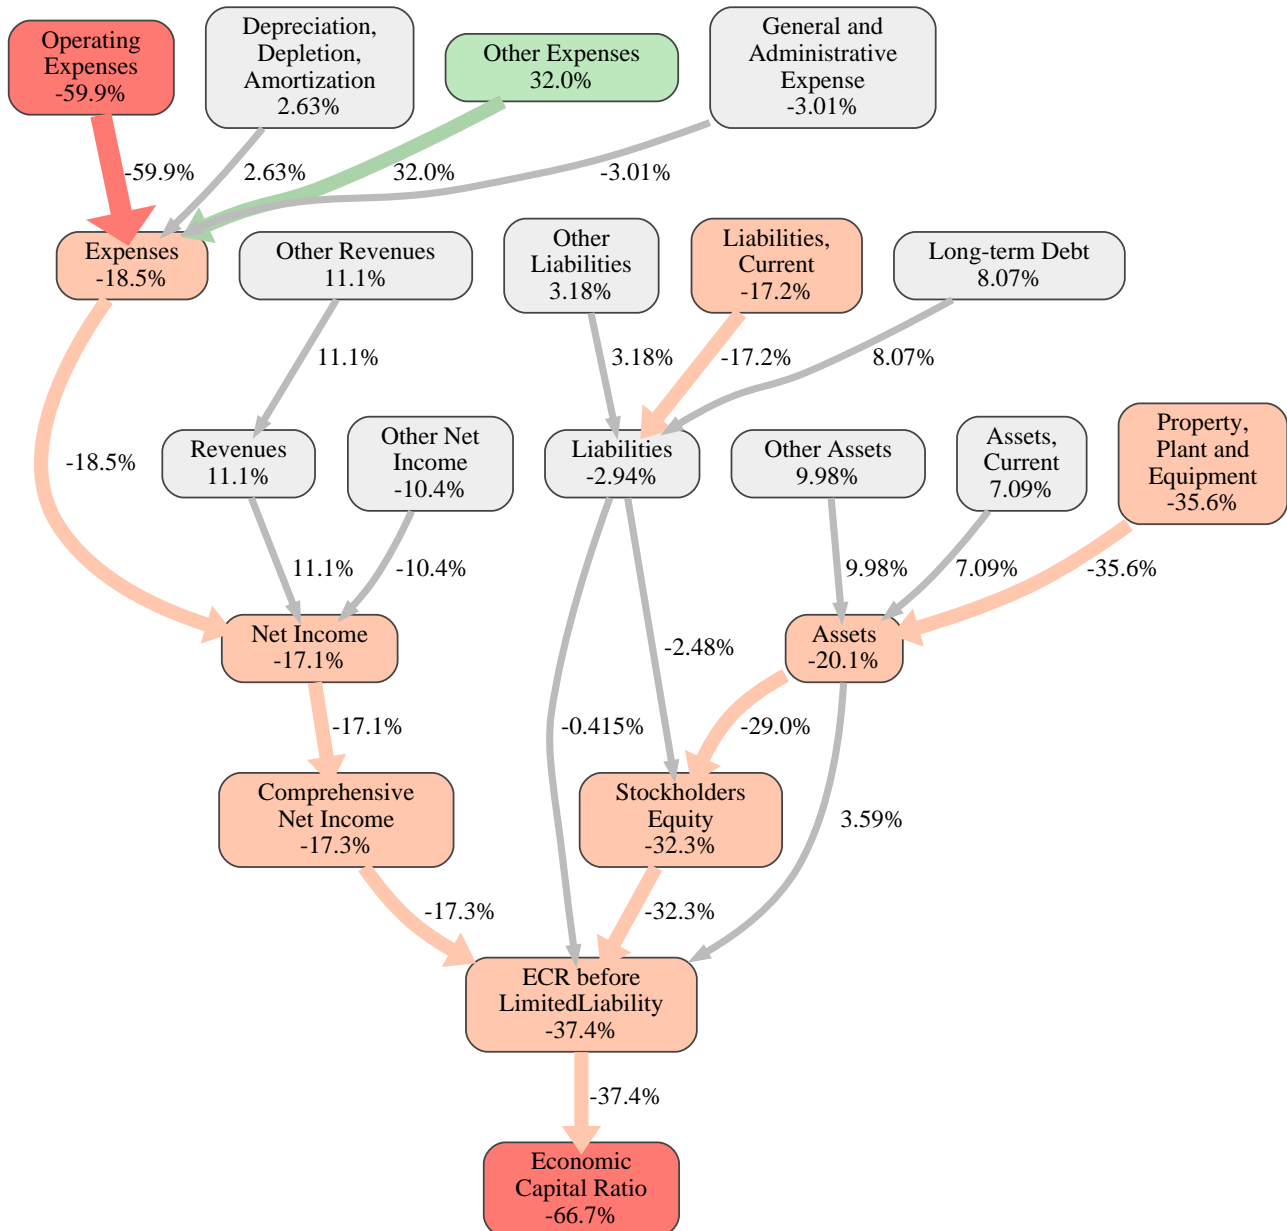 Operating
Expenses
-59.9%
Depreciation,
Depletion,
Amortization
2.63%
Other Expenses
32.0%
General and
Administrative
Expense
-3.01%
-59.9%
2.63%
32.0%
-3.01%
Expenses
-18.5%
Other Revenues
11.1%
Other
Liabilities
3.18%
Liabilities,
Current
-17.2%
Long-term Debt
8.07%
11.1%
3.18%
-17.2%
8.07%
-18.5%
Revenues
11.1%
Other Net
Income
-10.4%
Liabilities
-2.94%
Other Assets
9.98%
Assets,
Current
7.09%
Property,
Plant and
Equipment
-35.6%
11.1%
-10.4%
9.98%
7.09%
-35.6%
Net Income
-17.1%
-2.48%
Assets
-20.1%
-17.1%
-0.415%
-29.0%
Comprehensive
Net Income
-17.3%
Stockholders
Equity
-32.3%
3.59%
-17.3%
-32.3%
ECR before
LimitedLiability
-37.4%
-37.4%
Economic
Capital Ratio
-66.7%